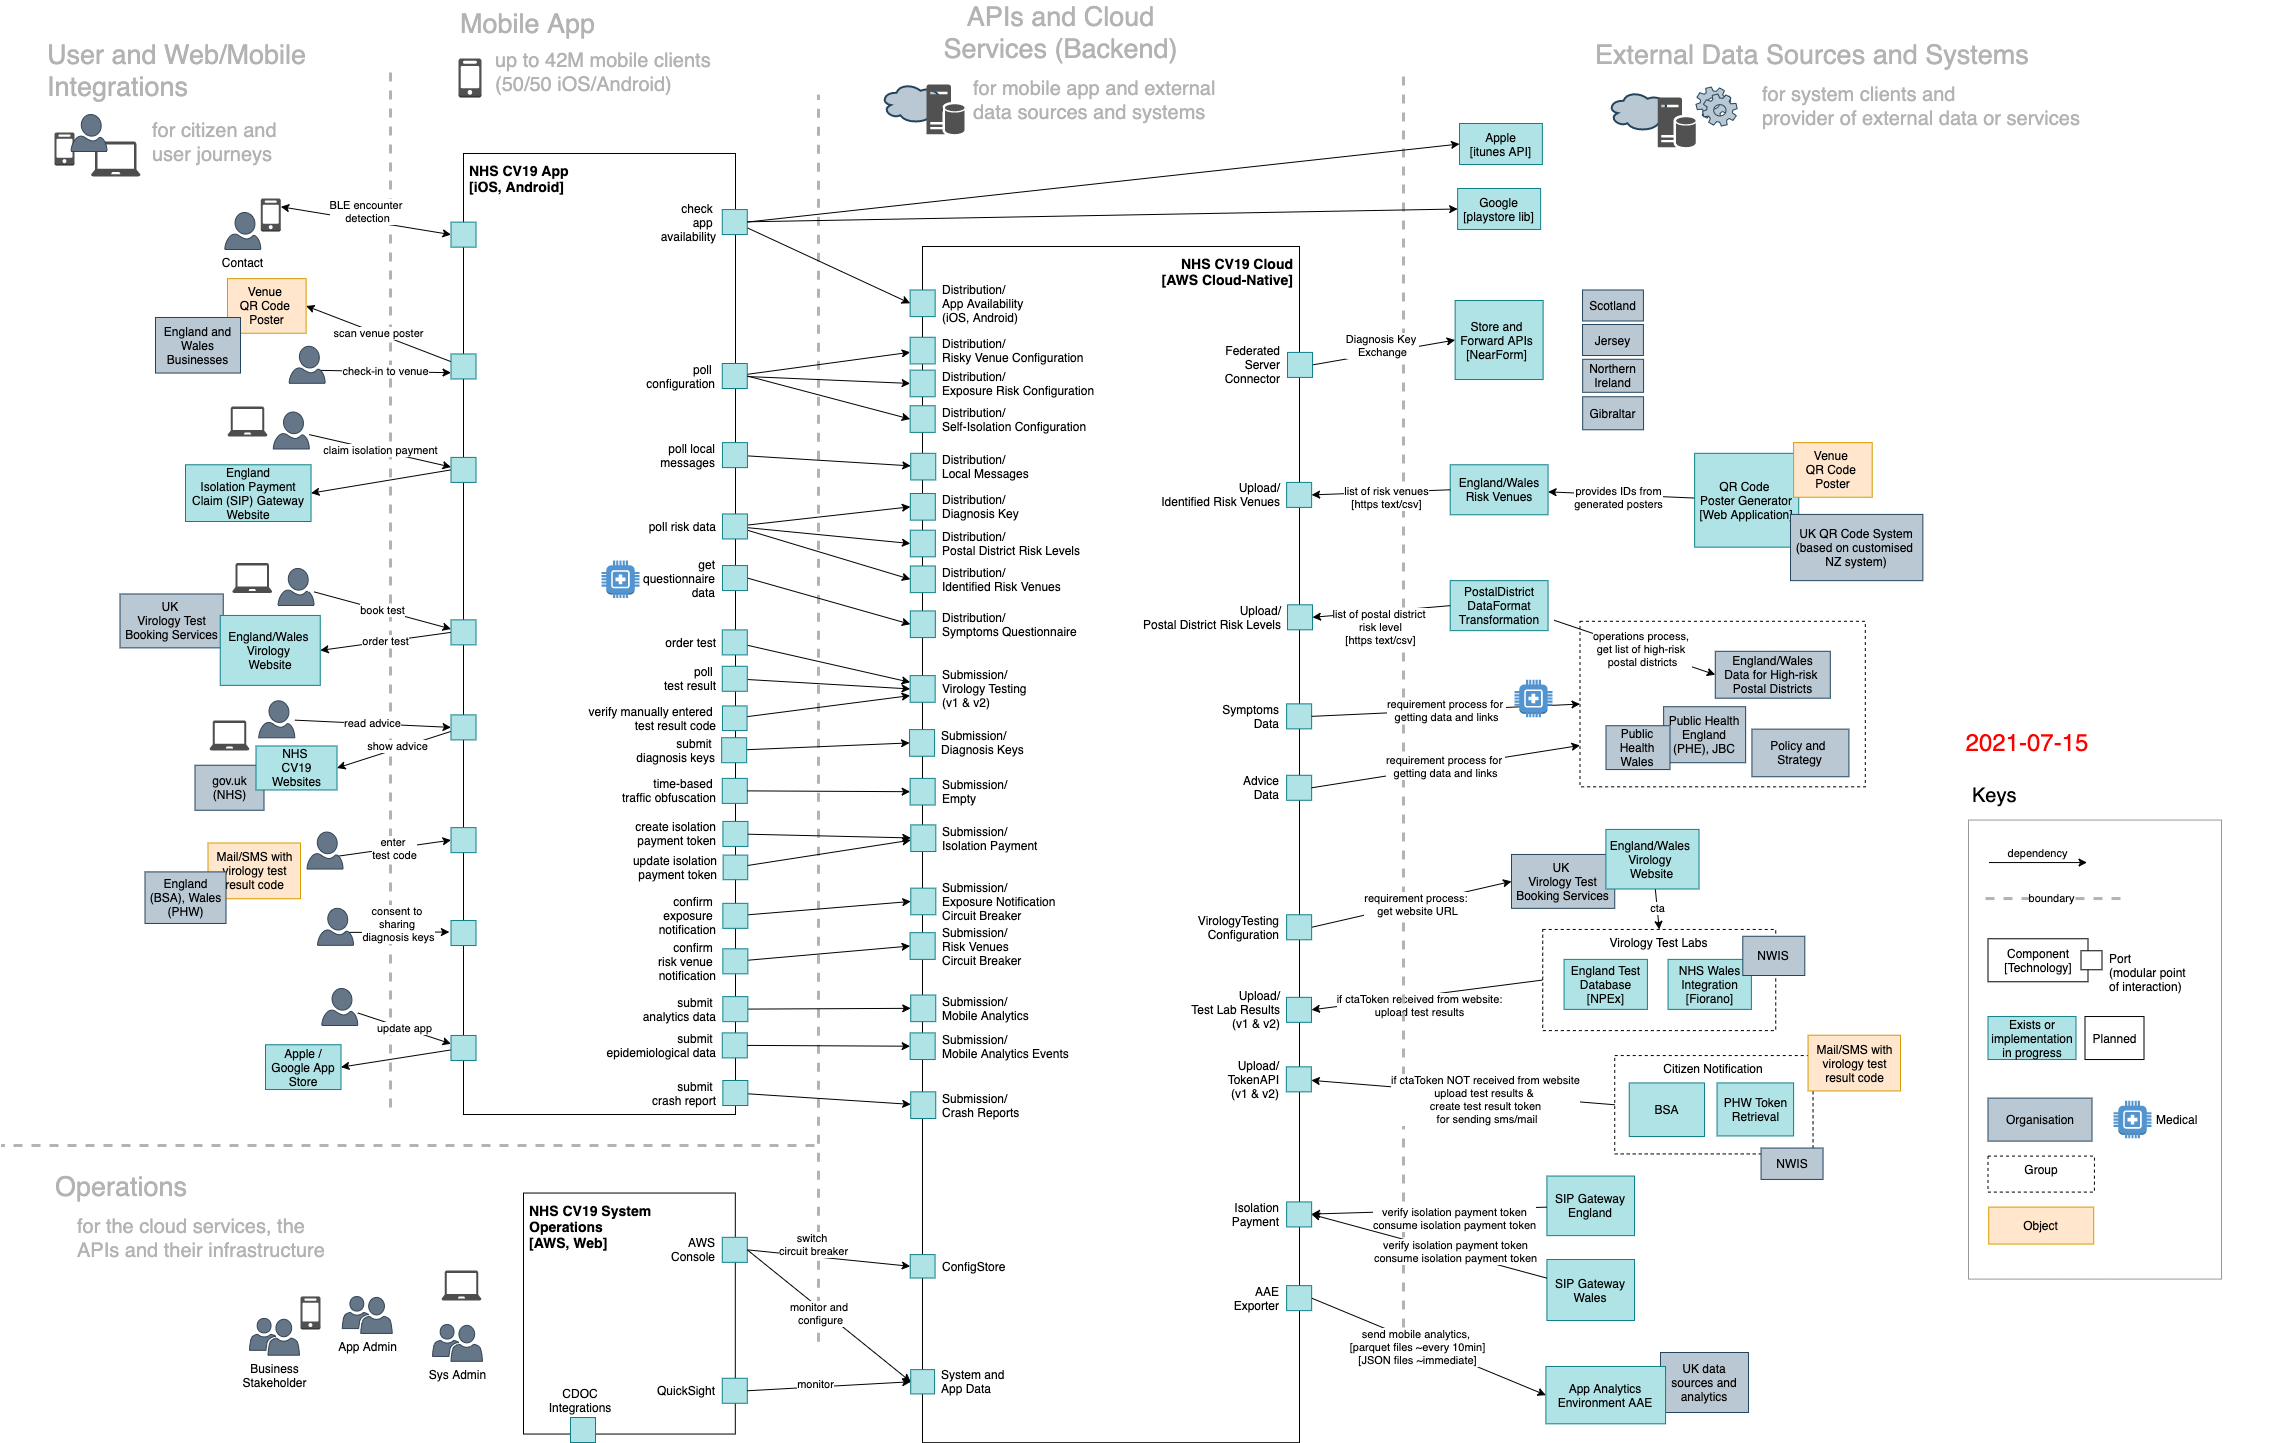 User and Web/Mobile
Integrations
for citizen and
user journeys
Mobile App
up to 42M mobile clients
(50/50 iOS/Android)
APIs and Cloud
Services (Backend)
for mobile app and external
data sources and systems
External Data Sources and Systems
for system clients and
provider of external data or services
BLE encounter
detection
Contact
Venue
QR Code
Poster
England and
Wales
Businesses
scan venue poster
check-in to venue
claim isolation payment
England
Isolation Payment
Claim (SIP) Gateway
Website
UK
Virology Test
Booking Services
England/Wales
Virology
Website
book test
order test
read advice
show advice
NHS
CV19
Websites
gov.uk
(NHS)
Mail/SMS with
virology test
result code
England
(BSA), Wales
(PHW)
enter
test code
consent to
sharing
diagnosis keys
update app
Apple /
Google App
Store
NHS CV19 App
[iOS, Android]
check
app
availability
poll
configuration
poll local
messages
poll risk data
get
questionnaire
data
order test
poll
test result
verify manually entered
test result code
submit
diagnosis keys
time-based
traffic obfuscation
create isolation
payment token
update isolation
payment token
confirm
exposure
notification
confirm
risk venue
notification
submit
analytics data
submit
epidemiological data
submit
crash report
NHS CV19 Cloud
[AWS Cloud-Native]
Distribution/
App Availability
(iOS, Android)
Distribution/
Risky Venue Configuration
Distribution/
Exposure Risk Configuration
Distribution/
Self-Isolation Configuration
Distribution/
Local Messages
Distribution/
Diagnosis Key
Distribution/
Postal District Risk Levels
Distribution/
Identified Risk Venues
Distribution/
Symptoms Questionnaire
Submission/
Virology Testing
(v1 & v2)
Submission/
Diagnosis Keys
Submission/
Empty
Submission/
Isolation Payment
Submission/
Exposure Notification
Circuit Breaker
Submission/
Risk Venues
Circuit Breaker
Submission/
Mobile Analytics
Submission/
Mobile Analytics Events
Submission/
Crash Reports
ConfigStore
System and
App Data
Federated
Server
Connector
Upload/
Identified Risk Venues
Upload/
Postal District Risk Levels
Symptoms
Data
Advice
Data
VirologyTesting
Configuration
Upload/
Test Lab Results
(v1 & v2)
Upload/
TokenAPI
(v1 & v2)
Isolation
Payment
AAE
Exporter
Apple
[itunes API]
Google
[playstore lib]
Diagnosis Key
Exchange
Store and
Forward APIs
[NearForm]
Scotland
Jersey
Northern
Ireland
Gibraltar
list of risk venues
[https text/csv]
England/Wales
Risk Venues
provides IDs from
generated posters
QR Code
Poster Generator
[Web Application]
Venue
QR Code
Poster
UK QR Code System
(based on customised
NZ system)
list of postal district
risk level
[https text/csv]
PostalDistrict
DataFormat
Transformation
operations process,
get list of high-risk
postal districts
England/Wales
Data for High-risk
Postal Districts
Public Health
England
(PHE), JBC
Public
Health
Wales
Policy and
Strategy
requirement process for
getting data and links
requirement process for
getting data and links
requirement process:
get website URL
UK
Virology Test
Booking Services
England/Wales
Virology
Website
cta
Virology Test Labs
NWIS
England Test
Database
[NPEx]
NHS Wales
Integration
[Fiorano]
if ctaToken received from website:
upload test results
if ctaToken NOT received from website
upload test results &
create test result token
for sending sms/mail
Citizen Notification
BSA
PHW Token
Retrieval
Mail/SMS with
virology test
result code
NWIS
verify isolation payment token
consume isolation payment token
SIP Gateway
England
verify isolation payment token
consume isolation payment token
SIP Gateway
Wales
send mobile analytics,
[parquet files ~every 10min]
[JSON files ~immediate]
App Analytics
Environment AAE
UK data
sources and
analytics
Operations
for the cloud services, the
APIs and their infrastructure
Business
Stakeholder
App Admin
Sys Admin
NHS CV19 System
Operations
[AWS, Web]
AWS
Console
QuickSight
CDOC
Integrations
switch
circuit breaker
monitor and
configure
monitor
2021-07-15
Keys
dependency
boundary
Component
[Technology]
Port
(modular point
of interaction)
Exists or
implementation
in progress
Planned
Organisation
Medical
Group
Object